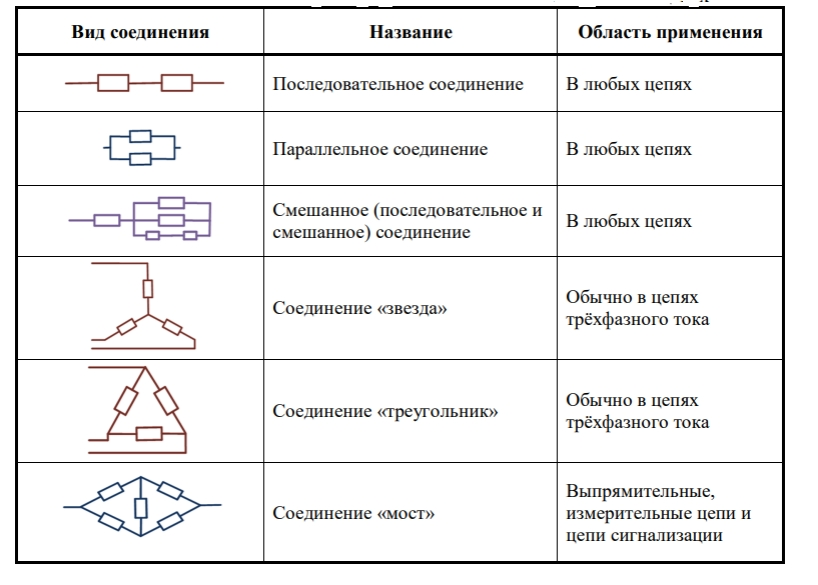 Вид соединения
Название
Область применения
Последовательное соединение
В любых цепях
Параллельное соединение
В любых цепях
Смешанное (последовательное и
смешанное) соединение
В любых цепях
Соединение «звезда»
Обычно в цепях
трёхфазного тока
Соединение «треугольник»
Обычно в цепях
трёхфазного тока
Соединение «мост»
Выпрямительные,
измерительные цепи и
цепи сигнализации